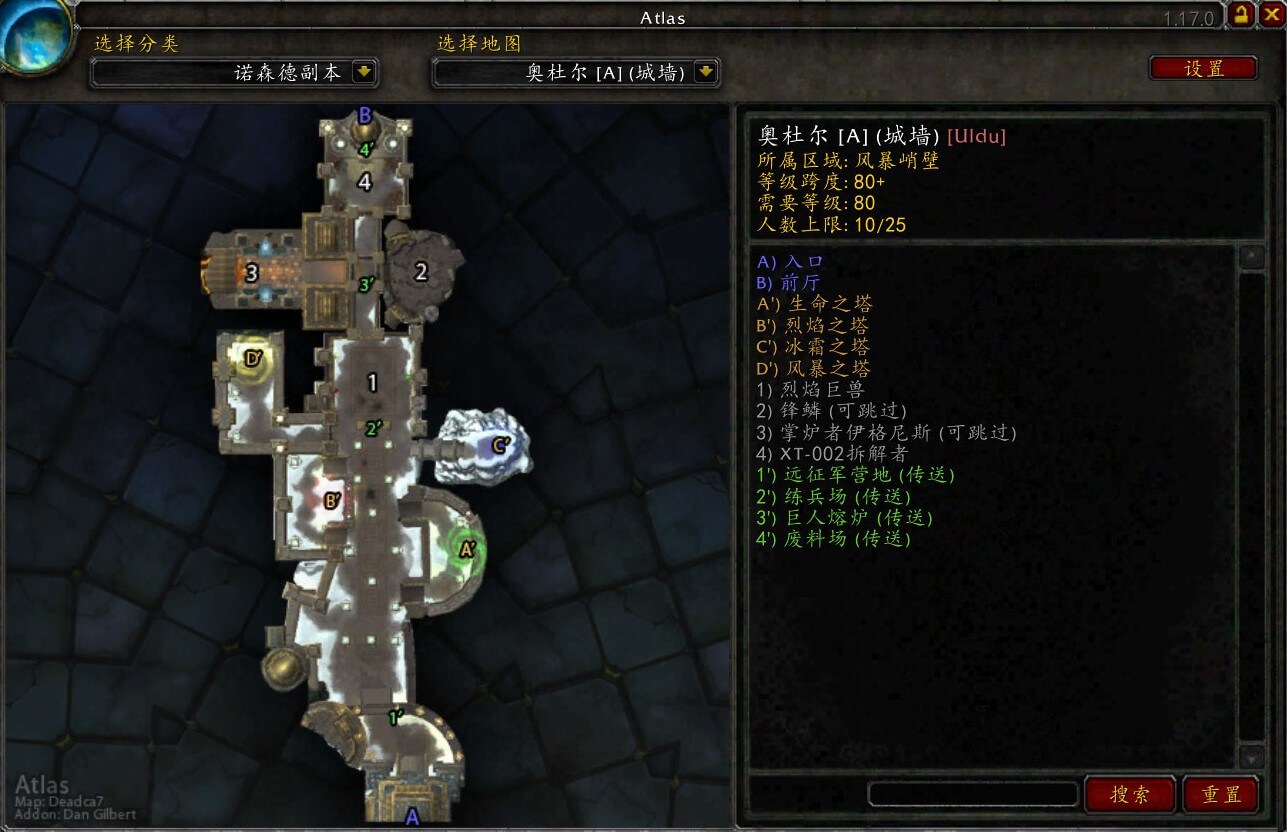 Atlas
1.17.0
选择分类
选择地图
诺森德副本
奥杜尔 [A] (城墙)
设置
B
4'
4
3
2
3'
D'
1
2'
C'
B'
A'
1'
A
Atlas
Map: Deadca7
Addon: Dan Gilbert
奥杜尔 [A] (城墙) [Uldu]
所属区域: 风暴峭壁
等级跨度: 80+
需要等级: 80
人数上限: 10/25
A) 入口
B) 前厅
A') 生命之塔
B') 烈焰之塔
C') 冰霜之塔
D') 风暴之塔
1) 烈焰巨兽
2) 锋鳞 (可跳过)
3) 掌炉者伊格尼斯 (可跳过)
4) XT-002拆解者
1') 远征军营地 (传送)
2') 练兵场 (传送)
3') 巨人熔炉 (传送)
4') 废料场 (传送)
搜索
重置